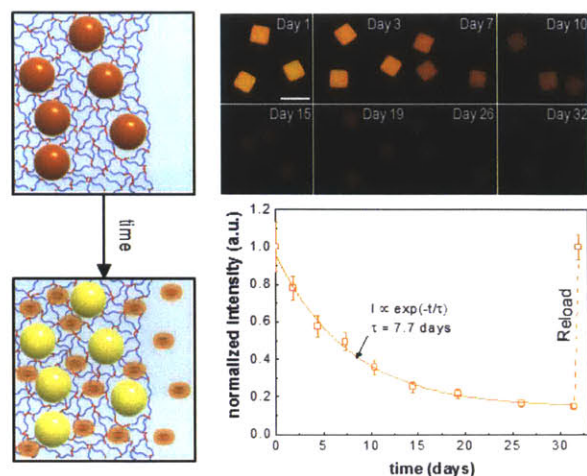 Day 1
Day 3
Day 7
Day 10
Day 15
Day 19
Day 26
Day 32
time
normalized Intensity (a.u.)
1.2
1.0
0.8
0.6
0.4
0.2
0.0
I ∝ exp(-t/τ)
τ = 7.7 days
Reload
0 5 10 15 20 25 30
time (days)